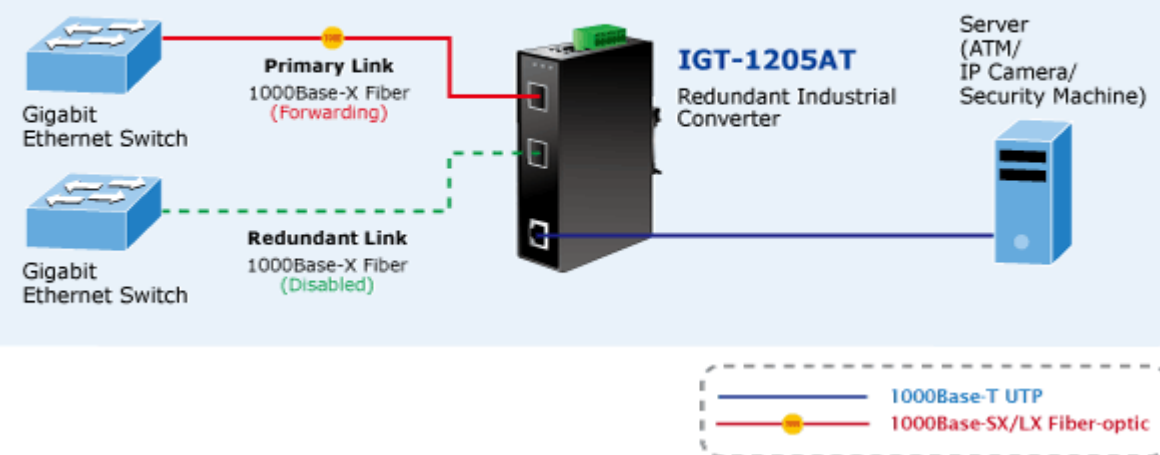 Gigabit
Ethernet Switch
Primary Link
1000Base-X Fiber
(Forwarding)
IGT-1205AT
Redundant Industrial
Converter
Server
(ATM/
IP Camera/
Security Machine)
Gigabit
Ethernet Switch
Redundant Link
1000Base-X Fiber
(Disabled)
1000Base-T UTP
1000Base-SX/LX Fiber-optic